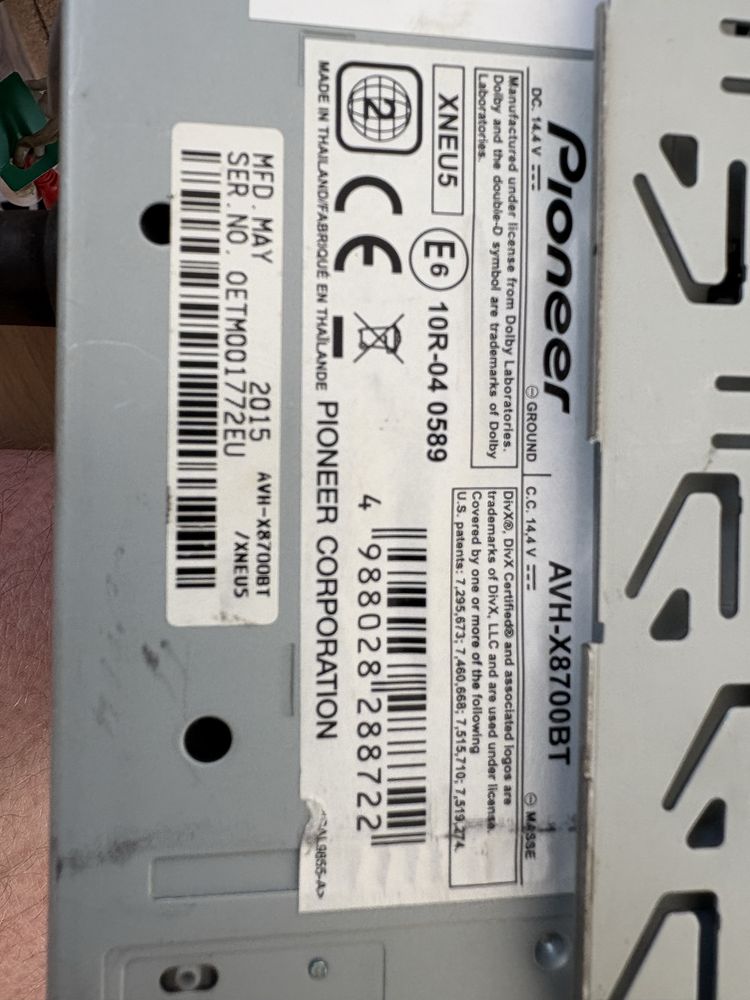 Pioneer AVH-X8700BT
DC. 14.4 V ⎓ ⊖ GROUND C.C. 14,4 V ⎓ ⊖ MASSE
Manufactured under license from Dolby Laboratories.
Dolby and the double-D symbol are trademarks of Dolby
Laboratories.
DivX®, DivX Certified® and associated logos are
trademarks of DivX, LLC and are used under license.
Covered by one or more of the following
U.S. patents: 7,295,673; 7,460,668; 7,515,710; 7,519,274.
XNEU5 E6 10R-04 0589
2 CE
4 988028 288722
MADE IN THAILAND/FABRIQUÉ EN THAÏLANDE PIONEER CORPORATION
MFD. MAY 2015 AVH-X8700BT
SER.NO. OETM001772EU /XNEU5